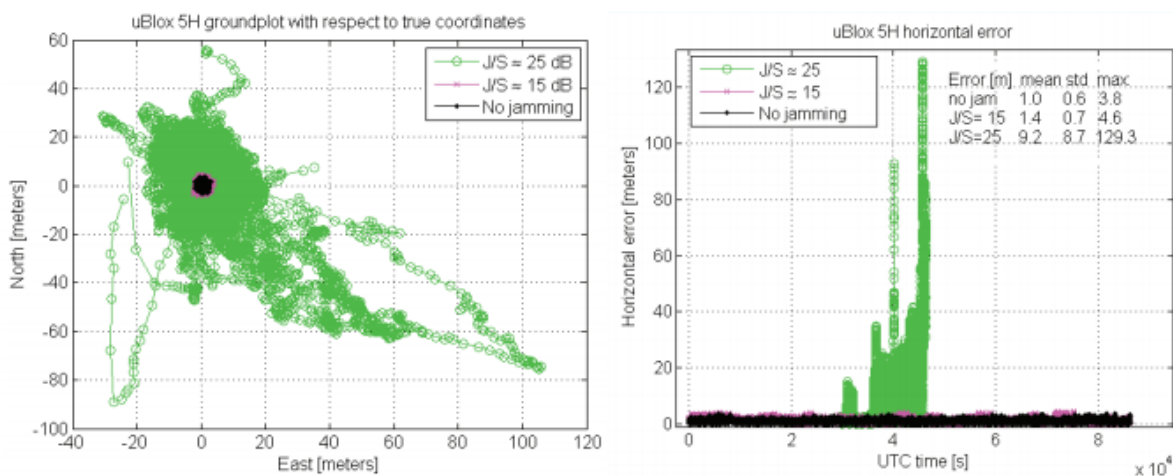 uBlox 5H groundplot with respect to true coordinates
60
40
20
0
-20
-40
-60
-80
-100
North [meters]
-40
-20
0
20
40
60
80
100
120
East [meters]
J/S ≈ 25 dB
J/S ≈ 15 dB
No jamming
uBlox 5H horizontal error
120
100
80
60
40
20
0
Horizontal error [meters]
0
2
4
6
8
x 10⁴
UTC time [s]
J/S ≈ 25
J/S ≈ 15
No jamming
Error [m] mean std max
no jam 1.0 0.6 3.8
J/S= 15 1.4 0.7 4.6
J/S=25 9.2 8.7 129.3